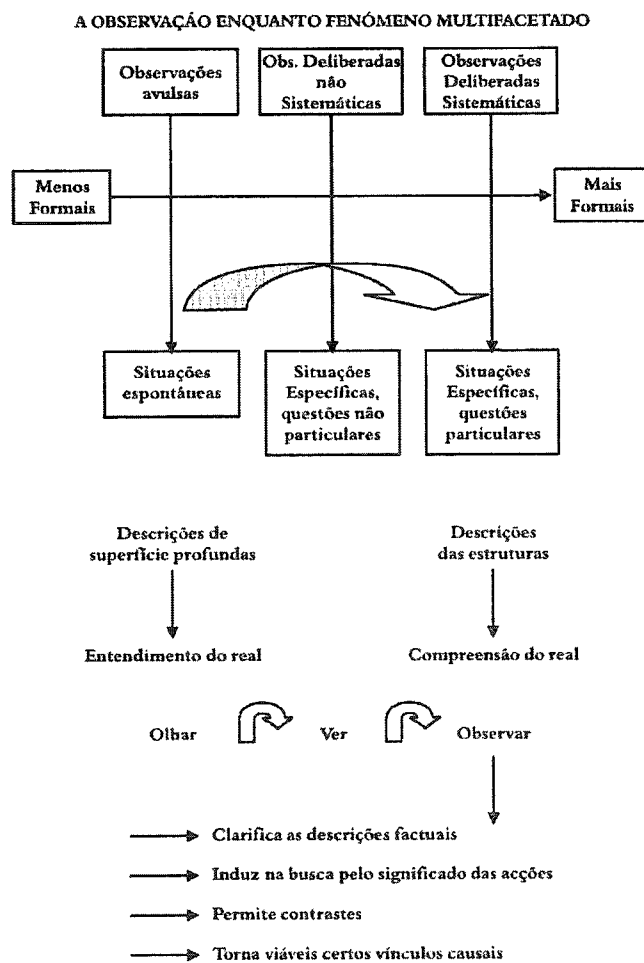 A OBSERVAÇÃO ENQUANTO FENÓMENO MULTIFACETADO
Observações
avulsas
Obs. Deliberadas
não
Sistemáticas
Observações
Deliberadas
Sistemáticas
Menos
Formais
Mais
Formais
Situações
espontâneas
Situações
Específicas,
questões não
particulares
Situações
Específicas,
questões
particulares
Descrições de
superfície profundas
Descrições
das estruturas
Entendimento do real
Compreensão do real
Olhar
Ver
Observar
Clarifica as descrições factuais
Induz na busca pelo significado das acções
Permite contrastes
Torna viáveis certos vínculos causais